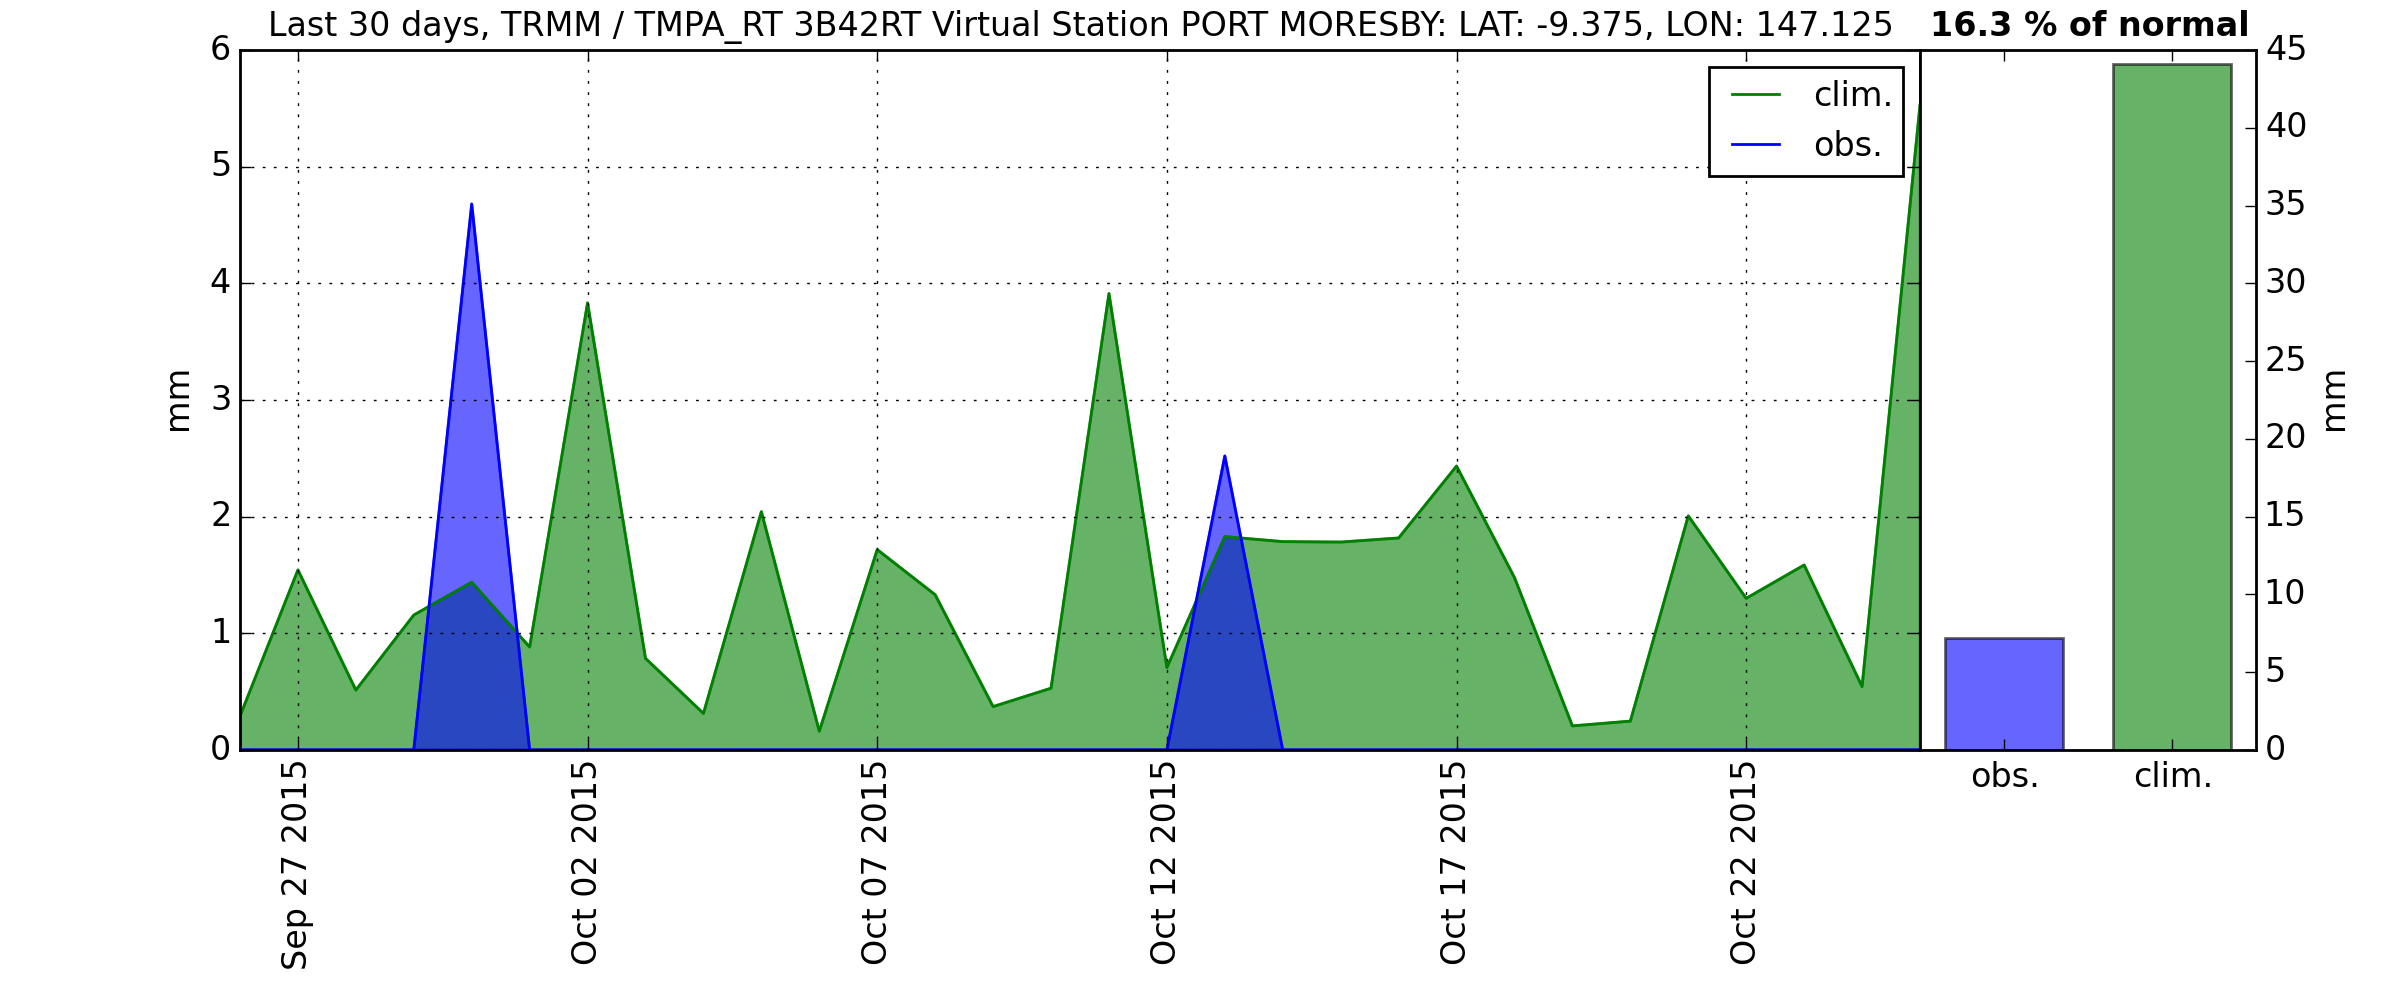 Last 30 days, TRMM / TMPA_RT 3B42RT Virtual Station PORT MORESBY: LAT: -9.375, LON: 147.125
16.3 % of normal
6
5
4
3
2
1
0
mm
clim.
obs.
Sep 27 2015
Oct 02 2015
Oct 07 2015
Oct 12 2015
Oct 17 2015
Oct 22 2015
45
40
35
30
25
20
15
10
5
0
mm
obs.
clim.